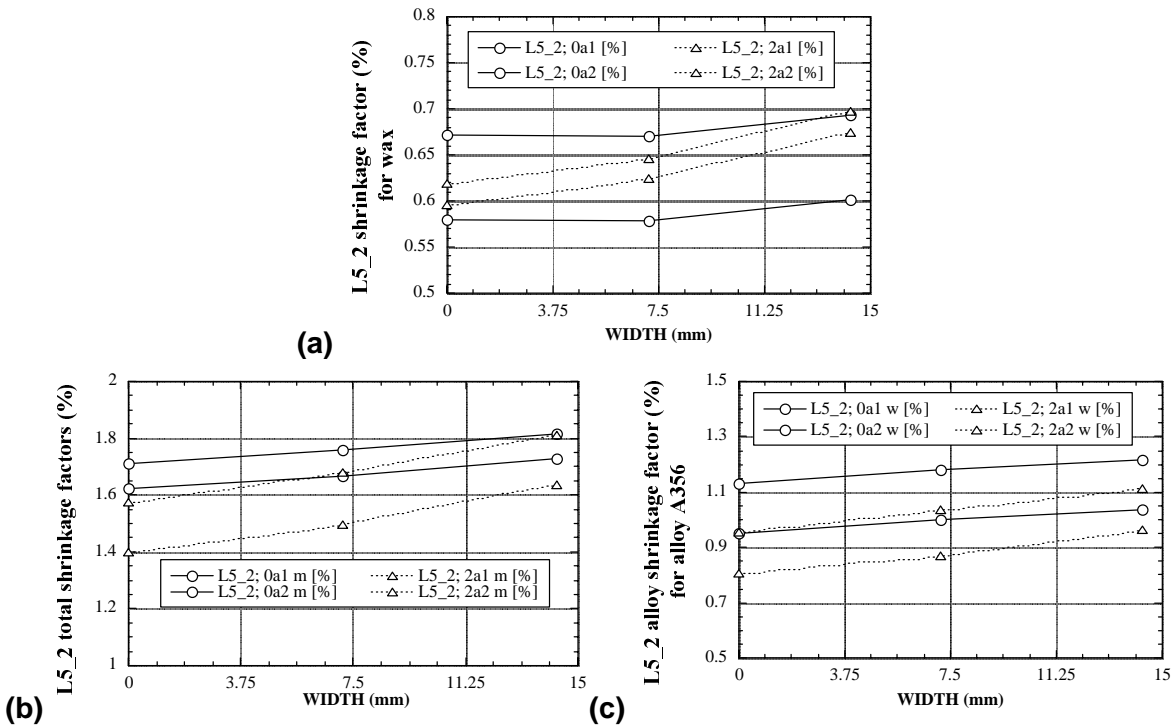 L5_2 shrinkage factor (%)
for wax
0.8
0.75
0.7
0.65
0.6
0.55
0.5
L5_2; 0a1 [%]
L5_2; 2a1 [%]
L5_2; 0a2 [%]
L5_2; 2a2 [%]
0
3.75
7.5
11.25
15
WIDTH (mm)
(a)
L5_2 total shrinkage factors (%)
2
1.8
1.6
1.4
1.2
1
L5_2; 0a1 m [%]
L5_2; 2a1 m [%]
L5_2; 0a2 m [%]
L5_2; 2a2 m [%]
0
3.75
7.5
11.25
15
WIDTH (mm)
(b)
L5_2 alloy shrinkage factor (%)
for alloy A356
1.5
1.3
1.1
0.9
0.7
0.5
L5_2; 0a1 w [%]
L5_2; 2a1 w [%]
L5_2; 0a2 w [%]
L5_2; 2a2 w [%]
0
3.75
7.5
11.25
15
WIDTH (mm)
(c)